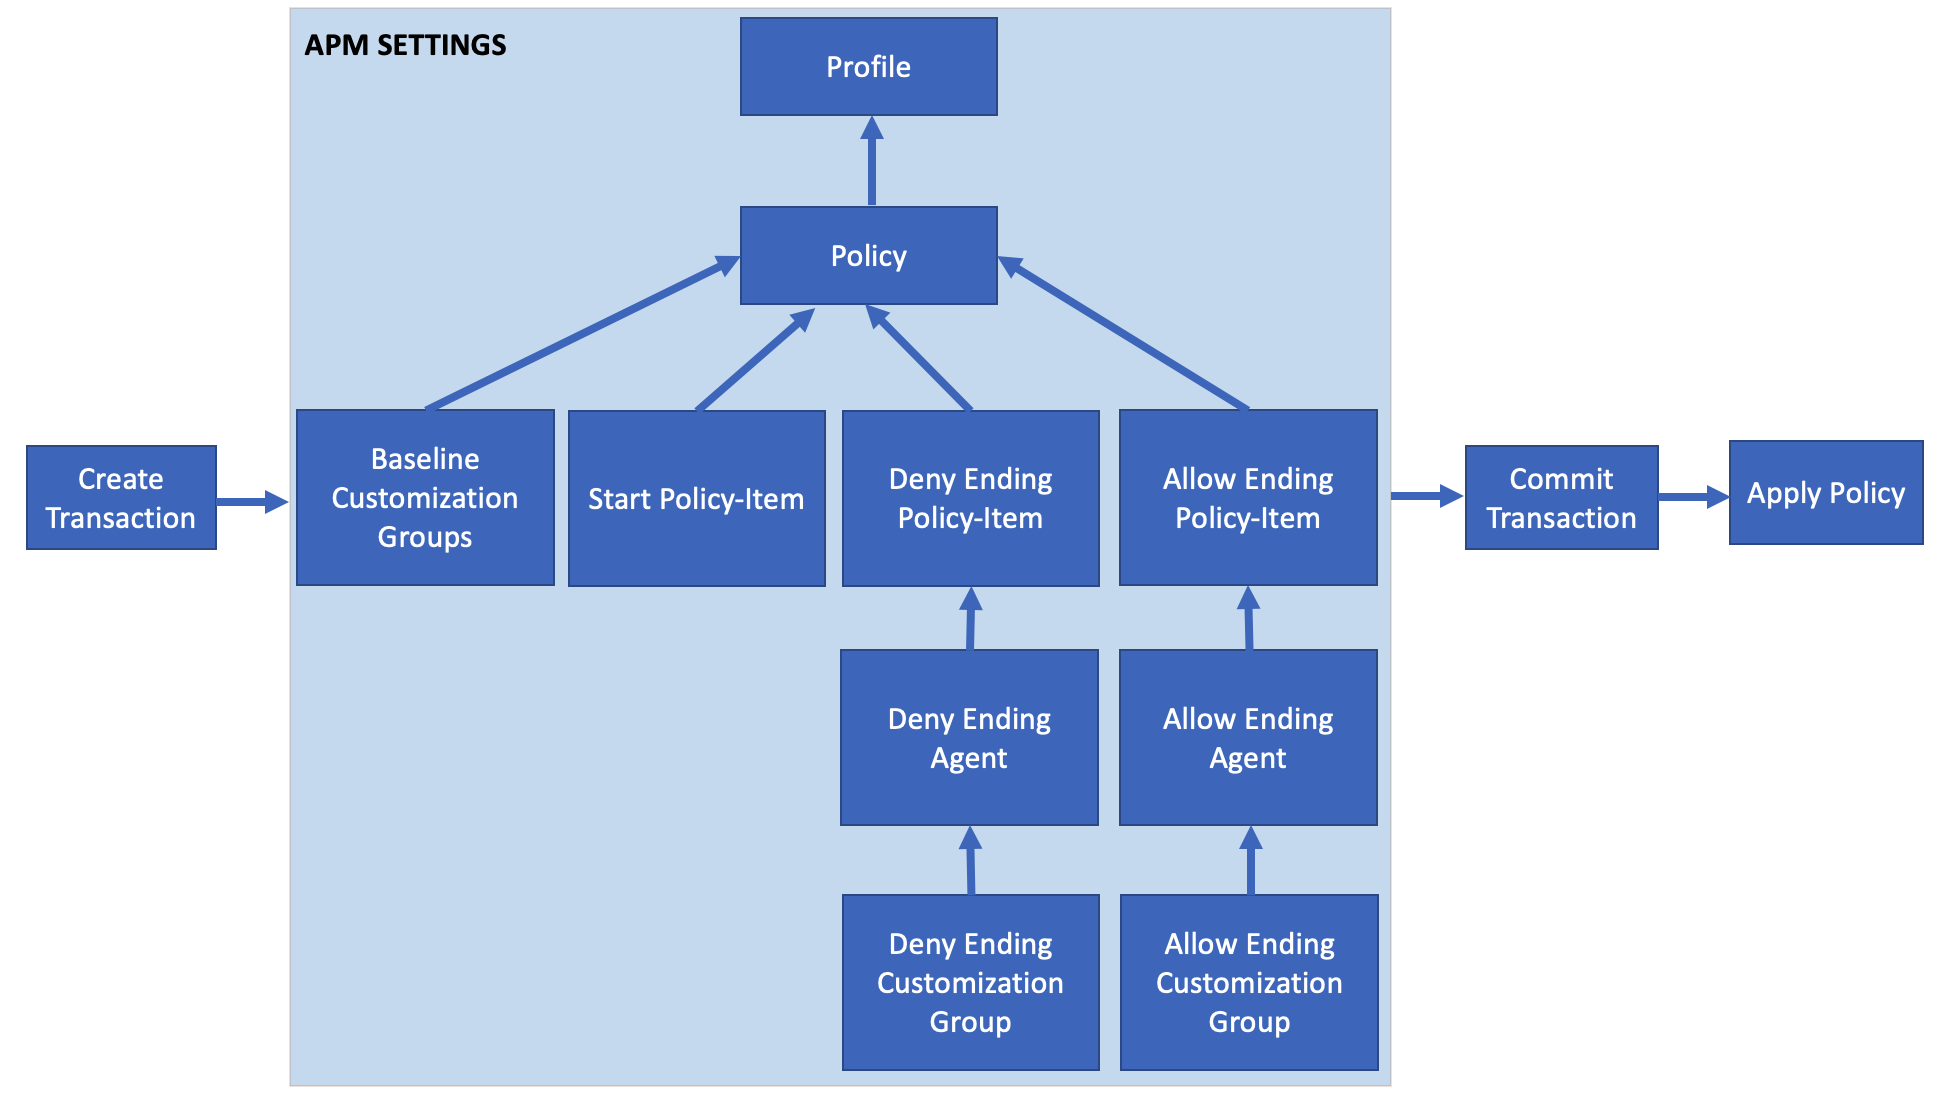 APM SETTINGS
Profile
Policy
Baseline
Customization
Groups
Start Policy-Item
Deny Ending
Policy-Item
Allow Ending
Policy-Item
Create
Transaction
Commit
Transaction
Apply Policy
Deny Ending
Agent
Allow Ending
Agent
Deny Ending
Customization
Group
Allow Ending
Customization
Group